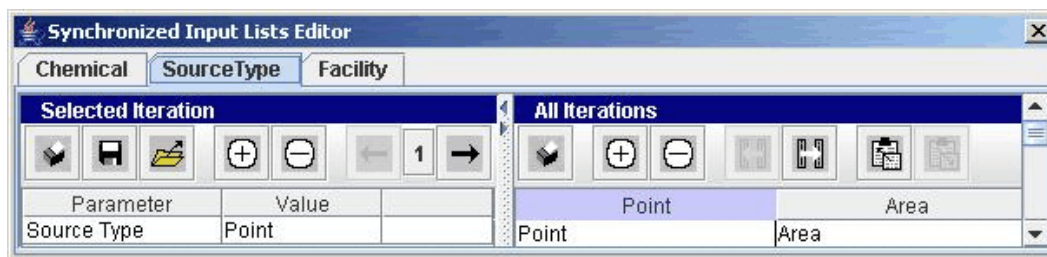 Synchronized Input Lists Editor
Chemical SourceType Facility
Selected Iteration All Iterations
1
Parameter Value Point Area
Source Type Point Point Area